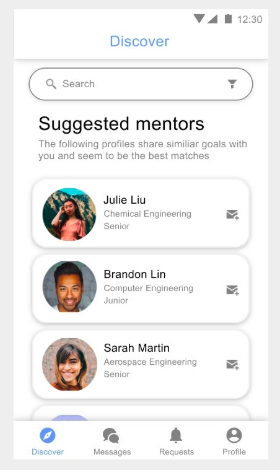 12:30
Discover
Search
Suggested mentors
The following profiles share similiar goals with
you and seem to be the best matches
Julie Liu
Chemical Engineering
Senior
Brandon Lin
Computer Engineering
Junior
Sarah Martin
Aerospace Engineering
Senior
Discover
Messages
Requests
Profile